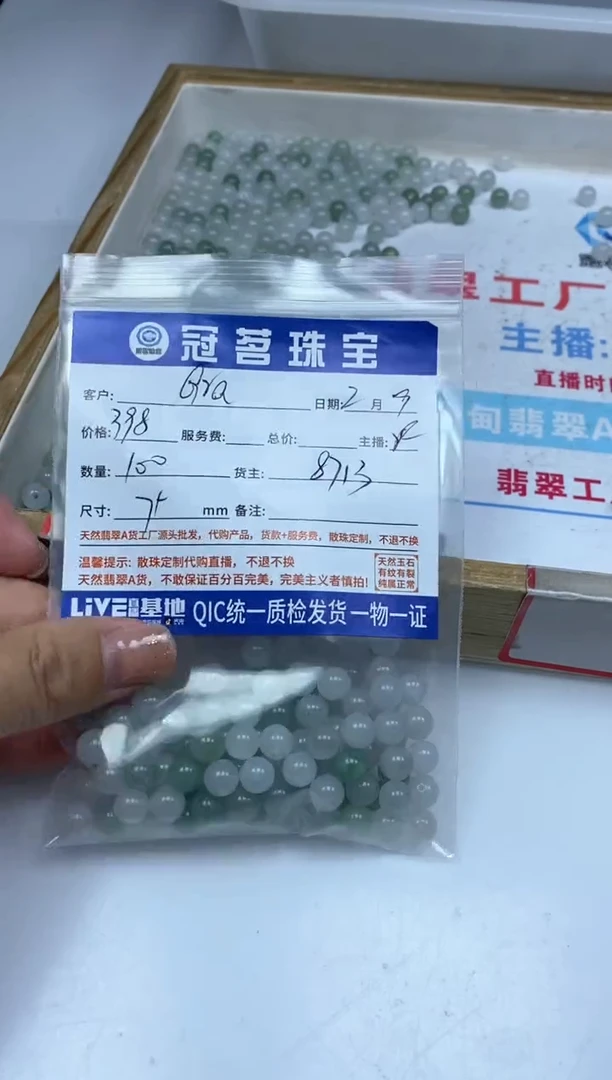 冠茗珠宝
客户: Bra 日期: 2 月 9
价格: 398 服务费: 总价: 主播:
数量: 100 货主: 8713
尺寸: 7+ mm 备注:
天然翡翠A货工厂源头批发，代购产品，货款+服务费，散珠定制，不退不换
温馨提示: 散珠定制代购直播，不退不换
天然翡翠A货，不敢保证百分百完美，完美主义者慎拍!
天然玉石
有纹有裂
纯属正常
LiVE 直播基地 QIC统一质检发货一物一证
翠工厂
主播:
直播时
甸翡翠A
翡翠工